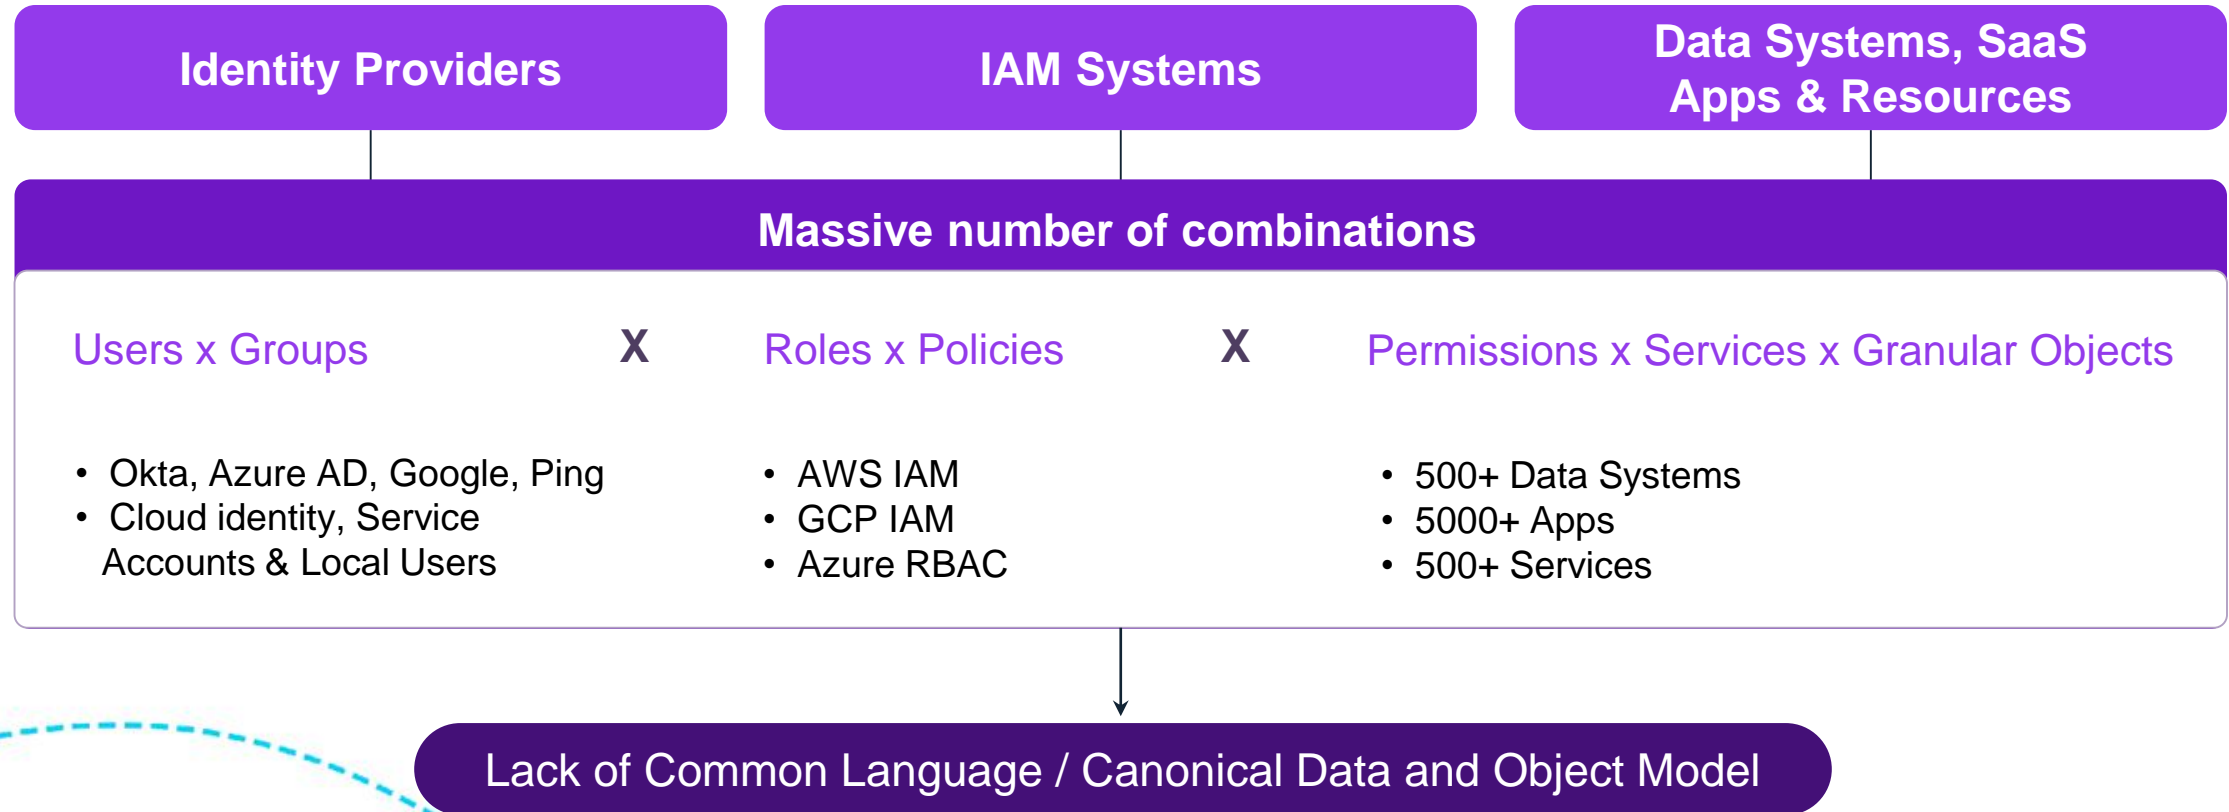 Identity Providers
IAM Systems
Data Systems, SaaS
Apps & Resources
Massive number of combinations
Users x Groups
X
Roles x Policies
X
Permissions x Services x Granular Objects
• Okta, Azure AD, Google, Ping
• Cloud identity, Service
Accounts & Local Users
• AWS IAM
• GCP IAM
• Azure RBAC
• 500+ Data Systems
• 5000+ Apps
• 500+ Services
Lack of Common Language / Canonical Data and Object Model